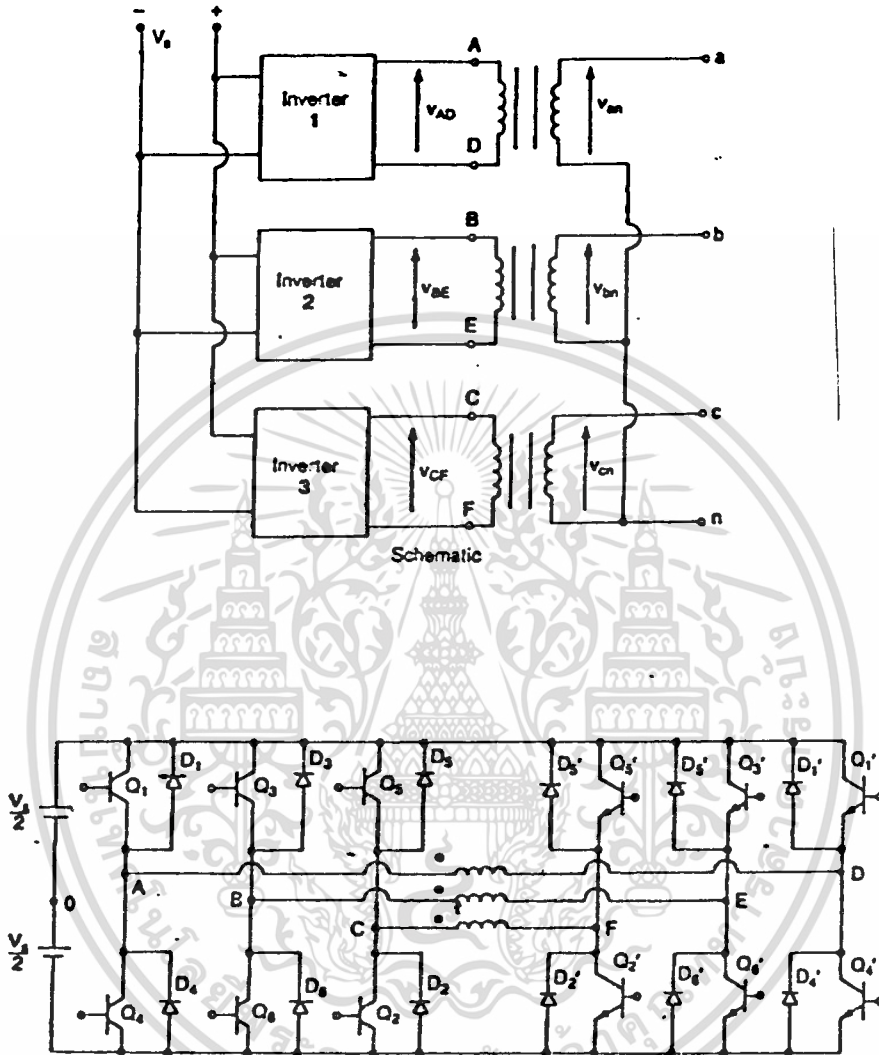 - +
Vs
Inverter
1
A
vAD
D
van
a
Inverter
2
B
vBE
E
vbn
b
Inverter
3
C
vCF
F
vcn
c
n
Schematic
Q1 D1 Q3 D3 Q5 D5 D5' Q5' D5' Q3' D1' Q1'
Vs
2
A D
0 B E
C F
Vs
2
Q4 D4 Q6 D6 Q2 D2 D2' Q2' D6' Q6' D4' Q4'